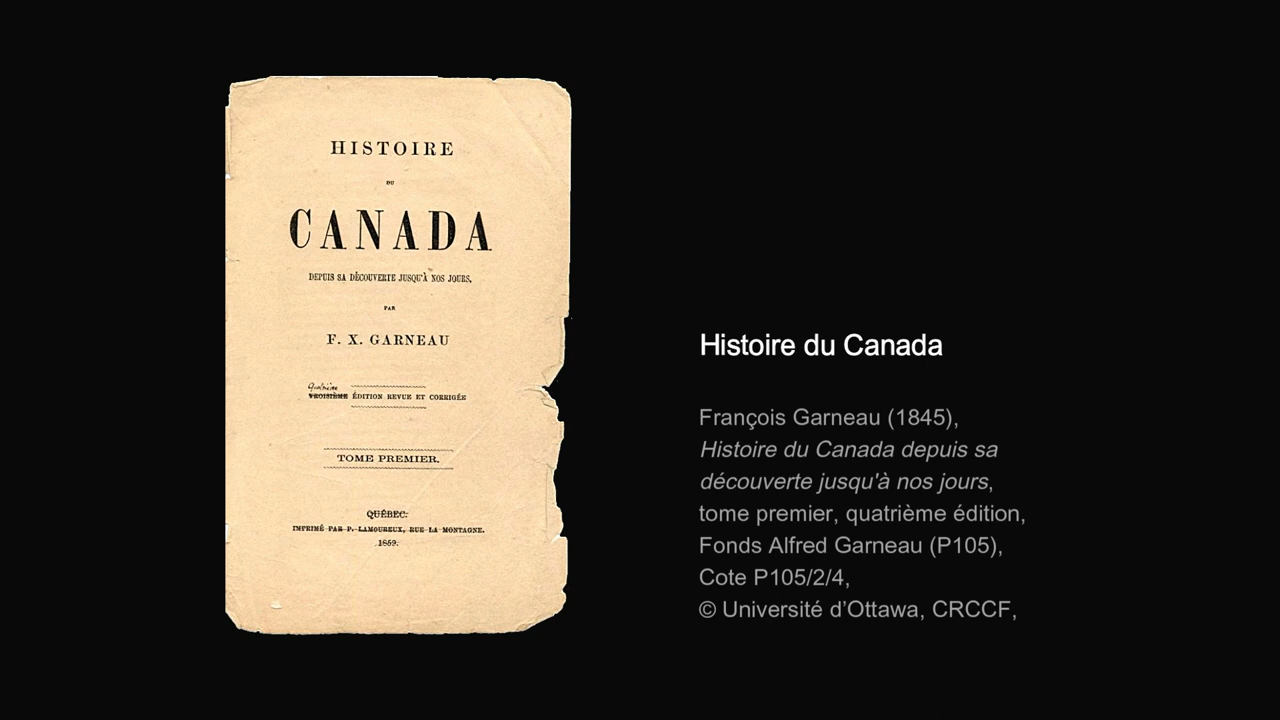 HISTOIRE
DU
CANADA
DEPUIS SA DÉCOUVERTE JUSQU'À NOS JOURS,
PAR
F. X. GARNEAU
Quatrième
TROISIÈME ÉDITION REVUE ET CORRIGÉE
TOME PREMIER.
QUÉBEC:
IMPRIMÉ PAR P. LAMOUREUX, RUE LA MONTAGNE.
1859.
Histoire du Canada
François Garneau (1845),
Histoire du Canada depuis sa
découverte jusqu'à nos jours,
tome premier, quatrième édition,
Fonds Alfred Garneau (P105),
Cote P105/2/4,
© Université d’Ottawa, CRCCF,